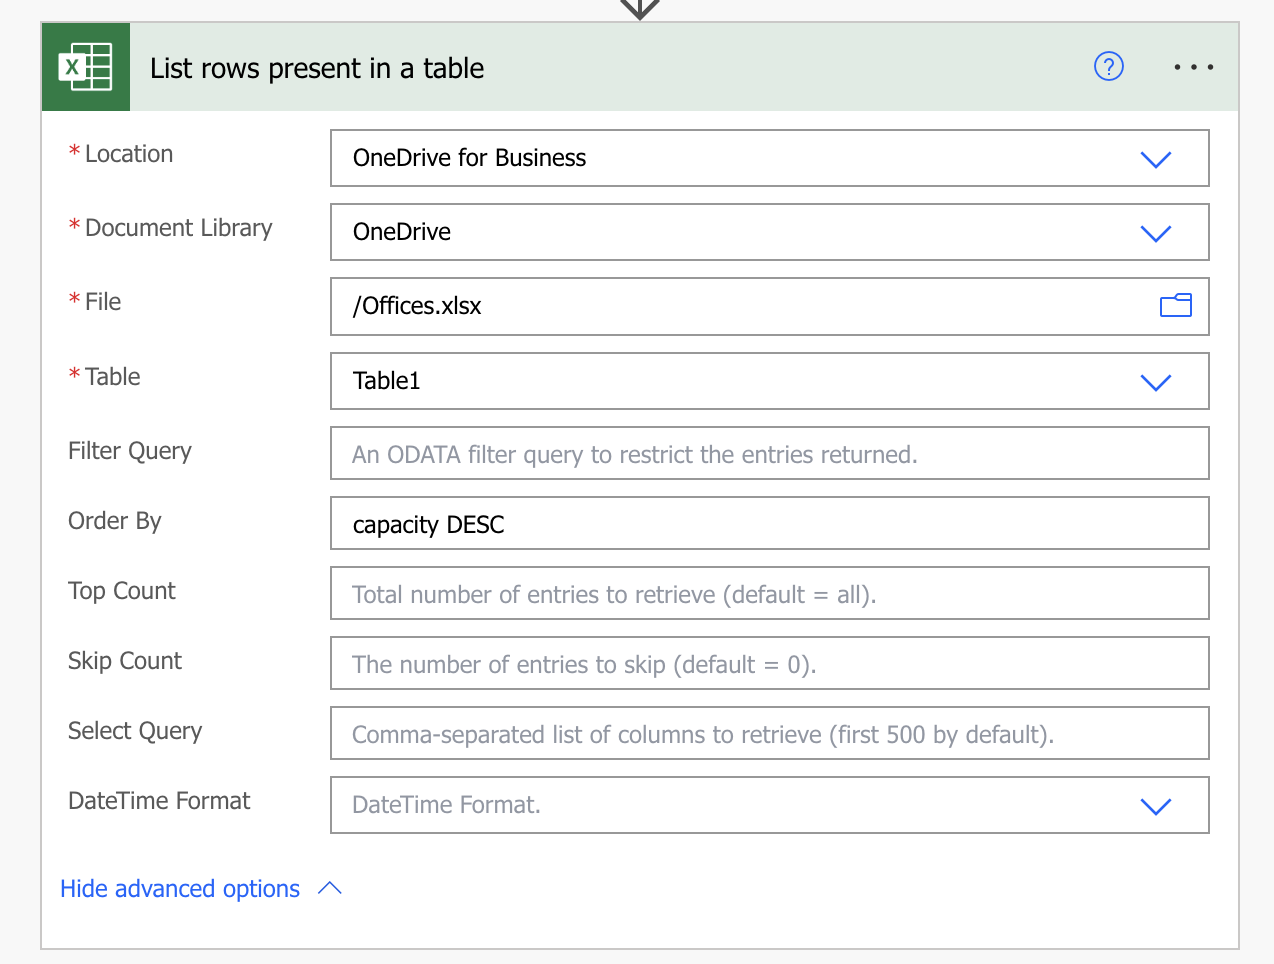 X
List rows present in a table
?
* Location
OneDrive for Business
* Document Library
OneDrive
* File
/Offices.xlsx
* Table
Table1
Filter Query
An ODATA filter query to restrict the entries returned.
Order By
capacity DESC
Top Count
Total number of entries to retrieve (default = all).
Skip Count
The number of entries to skip (default = 0).
Select Query
Comma-separated list of columns to retrieve (first 500 by default).
DateTime Format
DateTime Format.
Hide advanced options